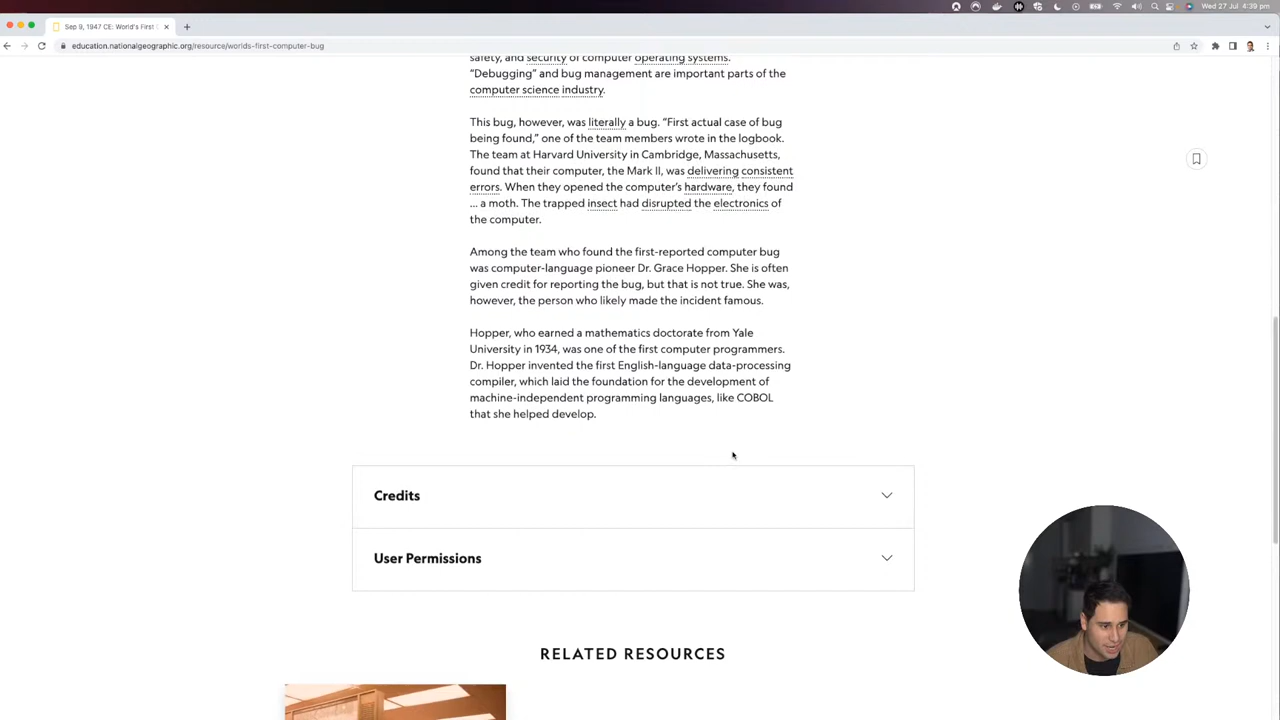 Wed 27 Jul 4:39 pm
Sep 9, 1947 CE: World's First
education.nationalgeographic.org/resource/worlds-first-computer-bug
safety, and security of computer operating systems.
“Debugging” and bug management are important parts of the
computer science industry.
This bug, however, was literally a bug. “First actual case of bug
being found,” one of the team members wrote in the logbook.
The team at Harvard University in Cambridge, Massachusetts,
found that their computer, the Mark II, was delivering consistent
errors. When they opened the computer’s hardware, they found
... a moth. The trapped insect had disrupted the electronics of
the computer.
Among the team who found the first-reported computer bug
was computer-language pioneer Dr. Grace Hopper. She is often
given credit for reporting the bug, but that is not true. She was,
however, the person who likely made the incident famous.
Hopper, who earned a mathematics doctorate from Yale
University in 1934, was one of the first computer programmers.
Dr. Hopper invented the first English-language data-processing
compiler, which laid the foundation for the development of
machine-independent programming languages, like COBOL
that she helped develop.
Credits
User Permissions
RELATED RESOURCES